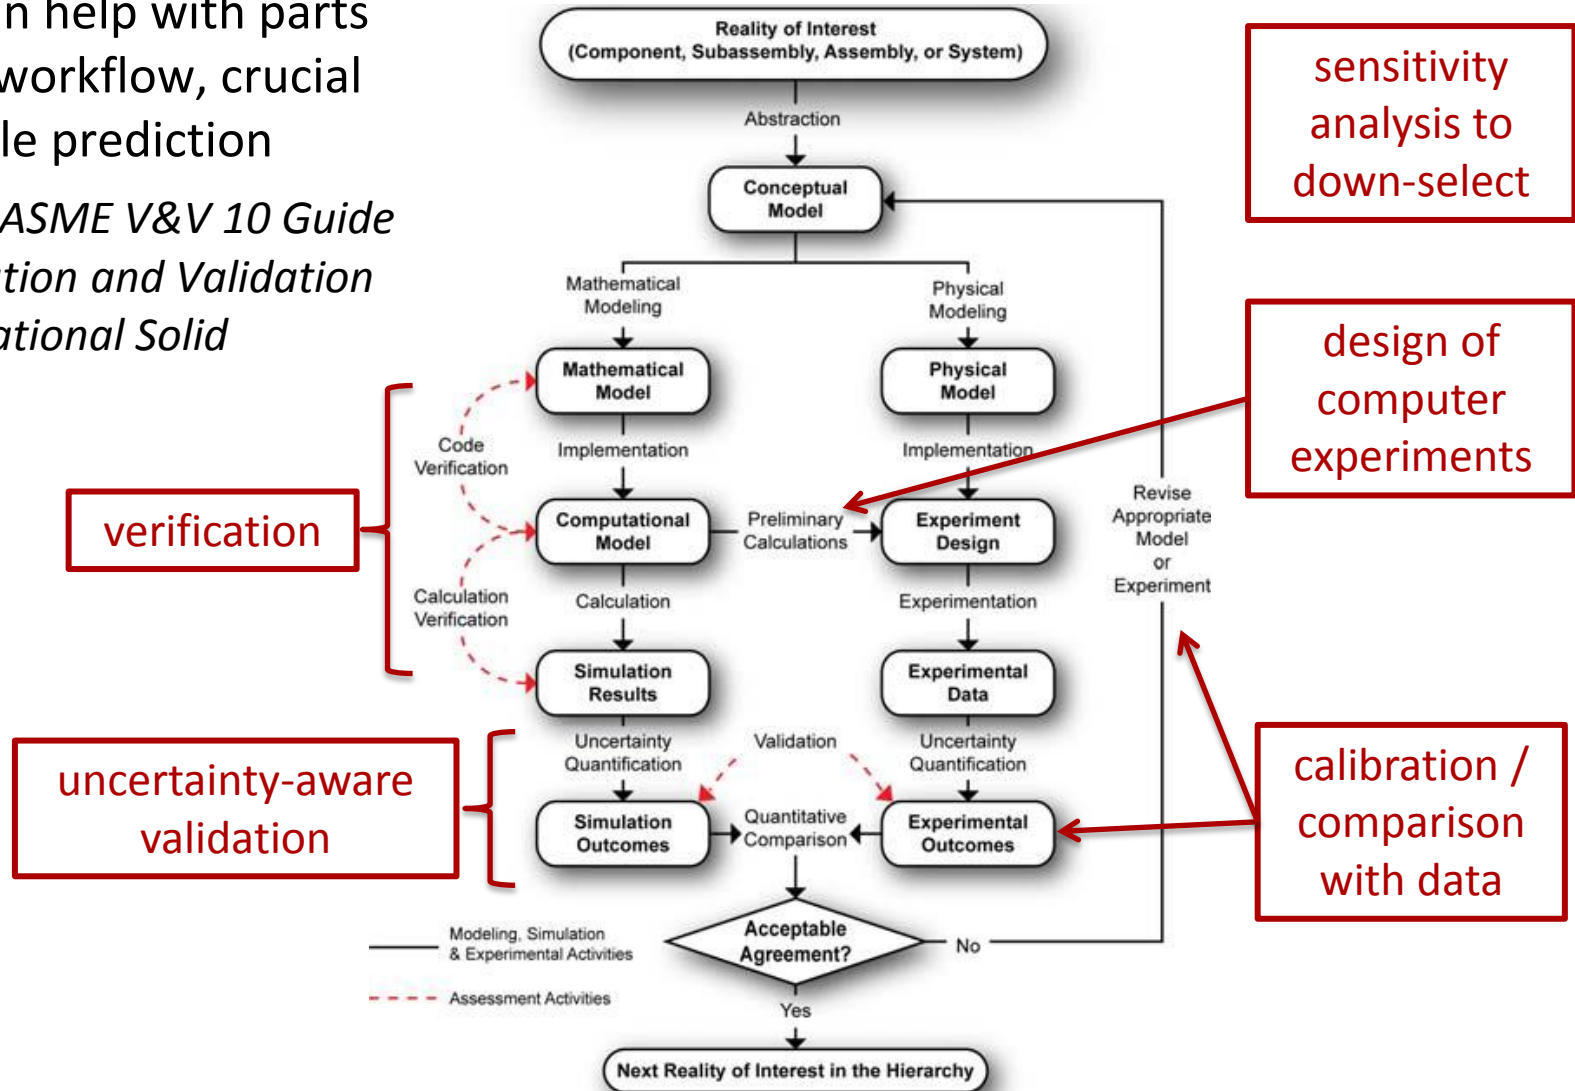 n help with parts
workflow, crucial
le prediction
ASME V&V 10 Guide
tion and Validation
ational Solid
Reality of Interest
(Component, Subassembly, Assembly, or System)
Abstraction
Conceptual
Model
Mathematical
Modeling
Physical
Modeling
Mathematical
Model
Physical
Model
Code
Verification
Implementation
Implementation
Computational
Model
Preliminary
Calculations
Experiment
Design
Revise
Appropriate
Model
or
Experiment
Calculation
Verification
Calculation
Experimentation
Simulation
Results
Experimental
Data
Uncertainty
Quantification
Validation
Uncertainty
Quantification
Simulation
Outcomes
Quantitative
Comparison
Experimental
Outcomes
Acceptable
Agreement?
No
Yes
Next Reality of Interest in the Hierarchy
Modeling, Simulation
& Experimental Activities
Assessment Activities
verification
uncertainty-aware
validation
sensitivity
analysis to
down-select
design of
computer
experiments
calibration /
comparison
with data